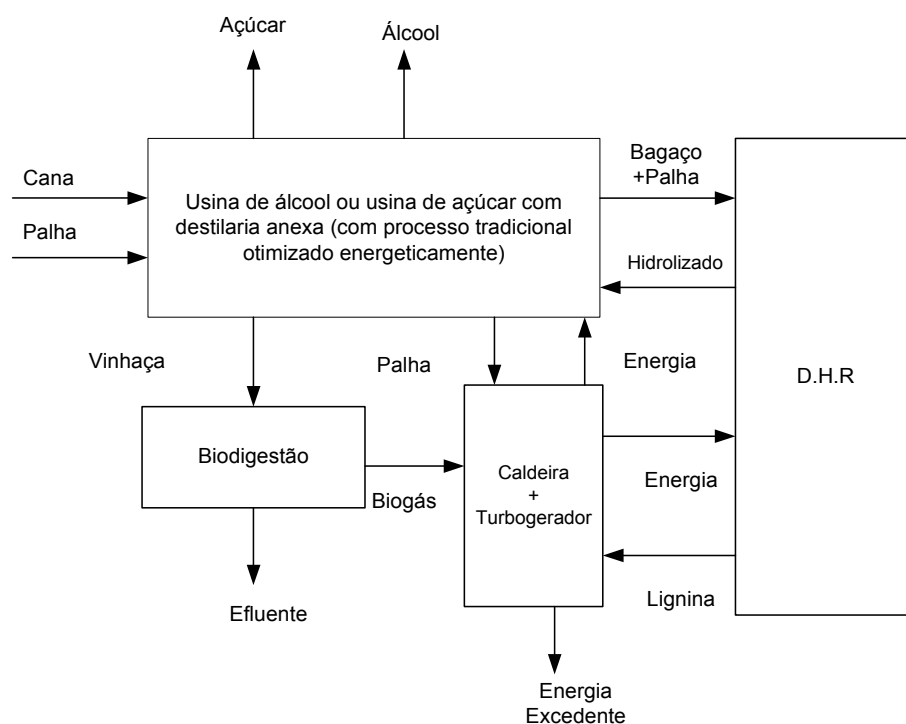 Açúcar
Álcool
Cana
Palha
Usina de álcool ou usina de açúcar com
destilaria anexa (com processo tradicional
otimizado energeticamente)
Bagaço
+Palha
Hidrolizado
D.H.R
Vinhaça
Palha
Energia
Biodigestão
Biogás
Caldeira
+
Turbogerador
Energia
Lignina
Efluente
Energia
Excedente